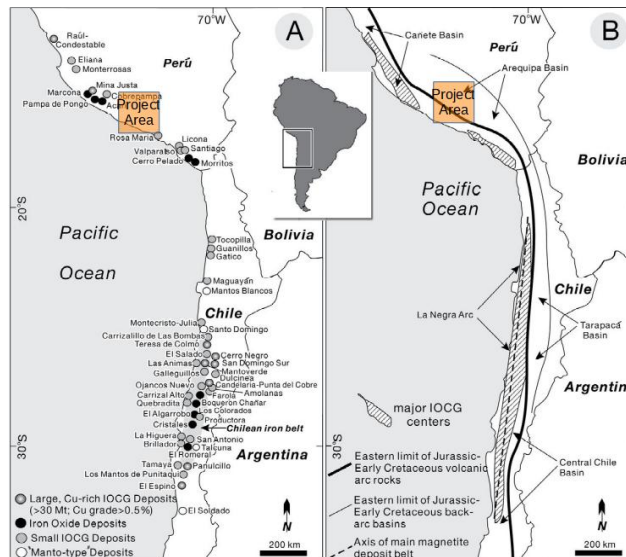 A
70°W
Raúl-
Condestable
Eliana
Monterrosas
Perú
Mina Justa
Marcona
Pampa de Pongo
Project
Area
Rosa Maria
Licona
Santiago
Valparaiso
Cerro Pelado
Morritos
20°S
Pacific
Ocean
Bolivia
Tocopilla
Guanillos
Gatico
Maguayán
Mantos Blancos
Chile
Montecristo-Julia
Santo Domingo
Carrizalillo de Las Bombas
Teresa de Colmo
El Salado
Cerro Negro
Las Animas
San Domingo Sur
Galleguillos
Mantoverde
Dulcinea
Ojancos Nuevo
Candelaria-Punta del Cobre
Amolanas
Carrizal Alto
Farola
Quebradita
Boquerón Chañar
El Algarrobo
Los Colorados
Productora
Cristales
Chilean iron belt
La Higuera
San Antonio
Brillador
Talcuna
El Romeral
30°S
Argentina
Tamaya
Panulcillo
Los Mantos de Punitaqui
El Espino
El Soldado
Large, Cu-rich IOCG Deposits
(>30 Mt; Cu grade>0.5%)
Iron Oxide Deposits
Small IOCG Deposits
"Manto-type" Deposits
N
200 km
B
70°W
Cañete Basin
Perú
Arequipa Basin
Project
Area
Bolivia
Pacific
Ocean
La Negra Arc
Chile
Tarapacá
Basin
Argentin
major IOCG
centers
30°S
Central Chile
Basin
Eastern limit of Jurassic-
Early Cretaceous volcanic
arc rocks
Eastern limit of Jurassic-
Early Cretaceous back-
arc basins
Axis of main magnetite
deposit belt
N
200 km